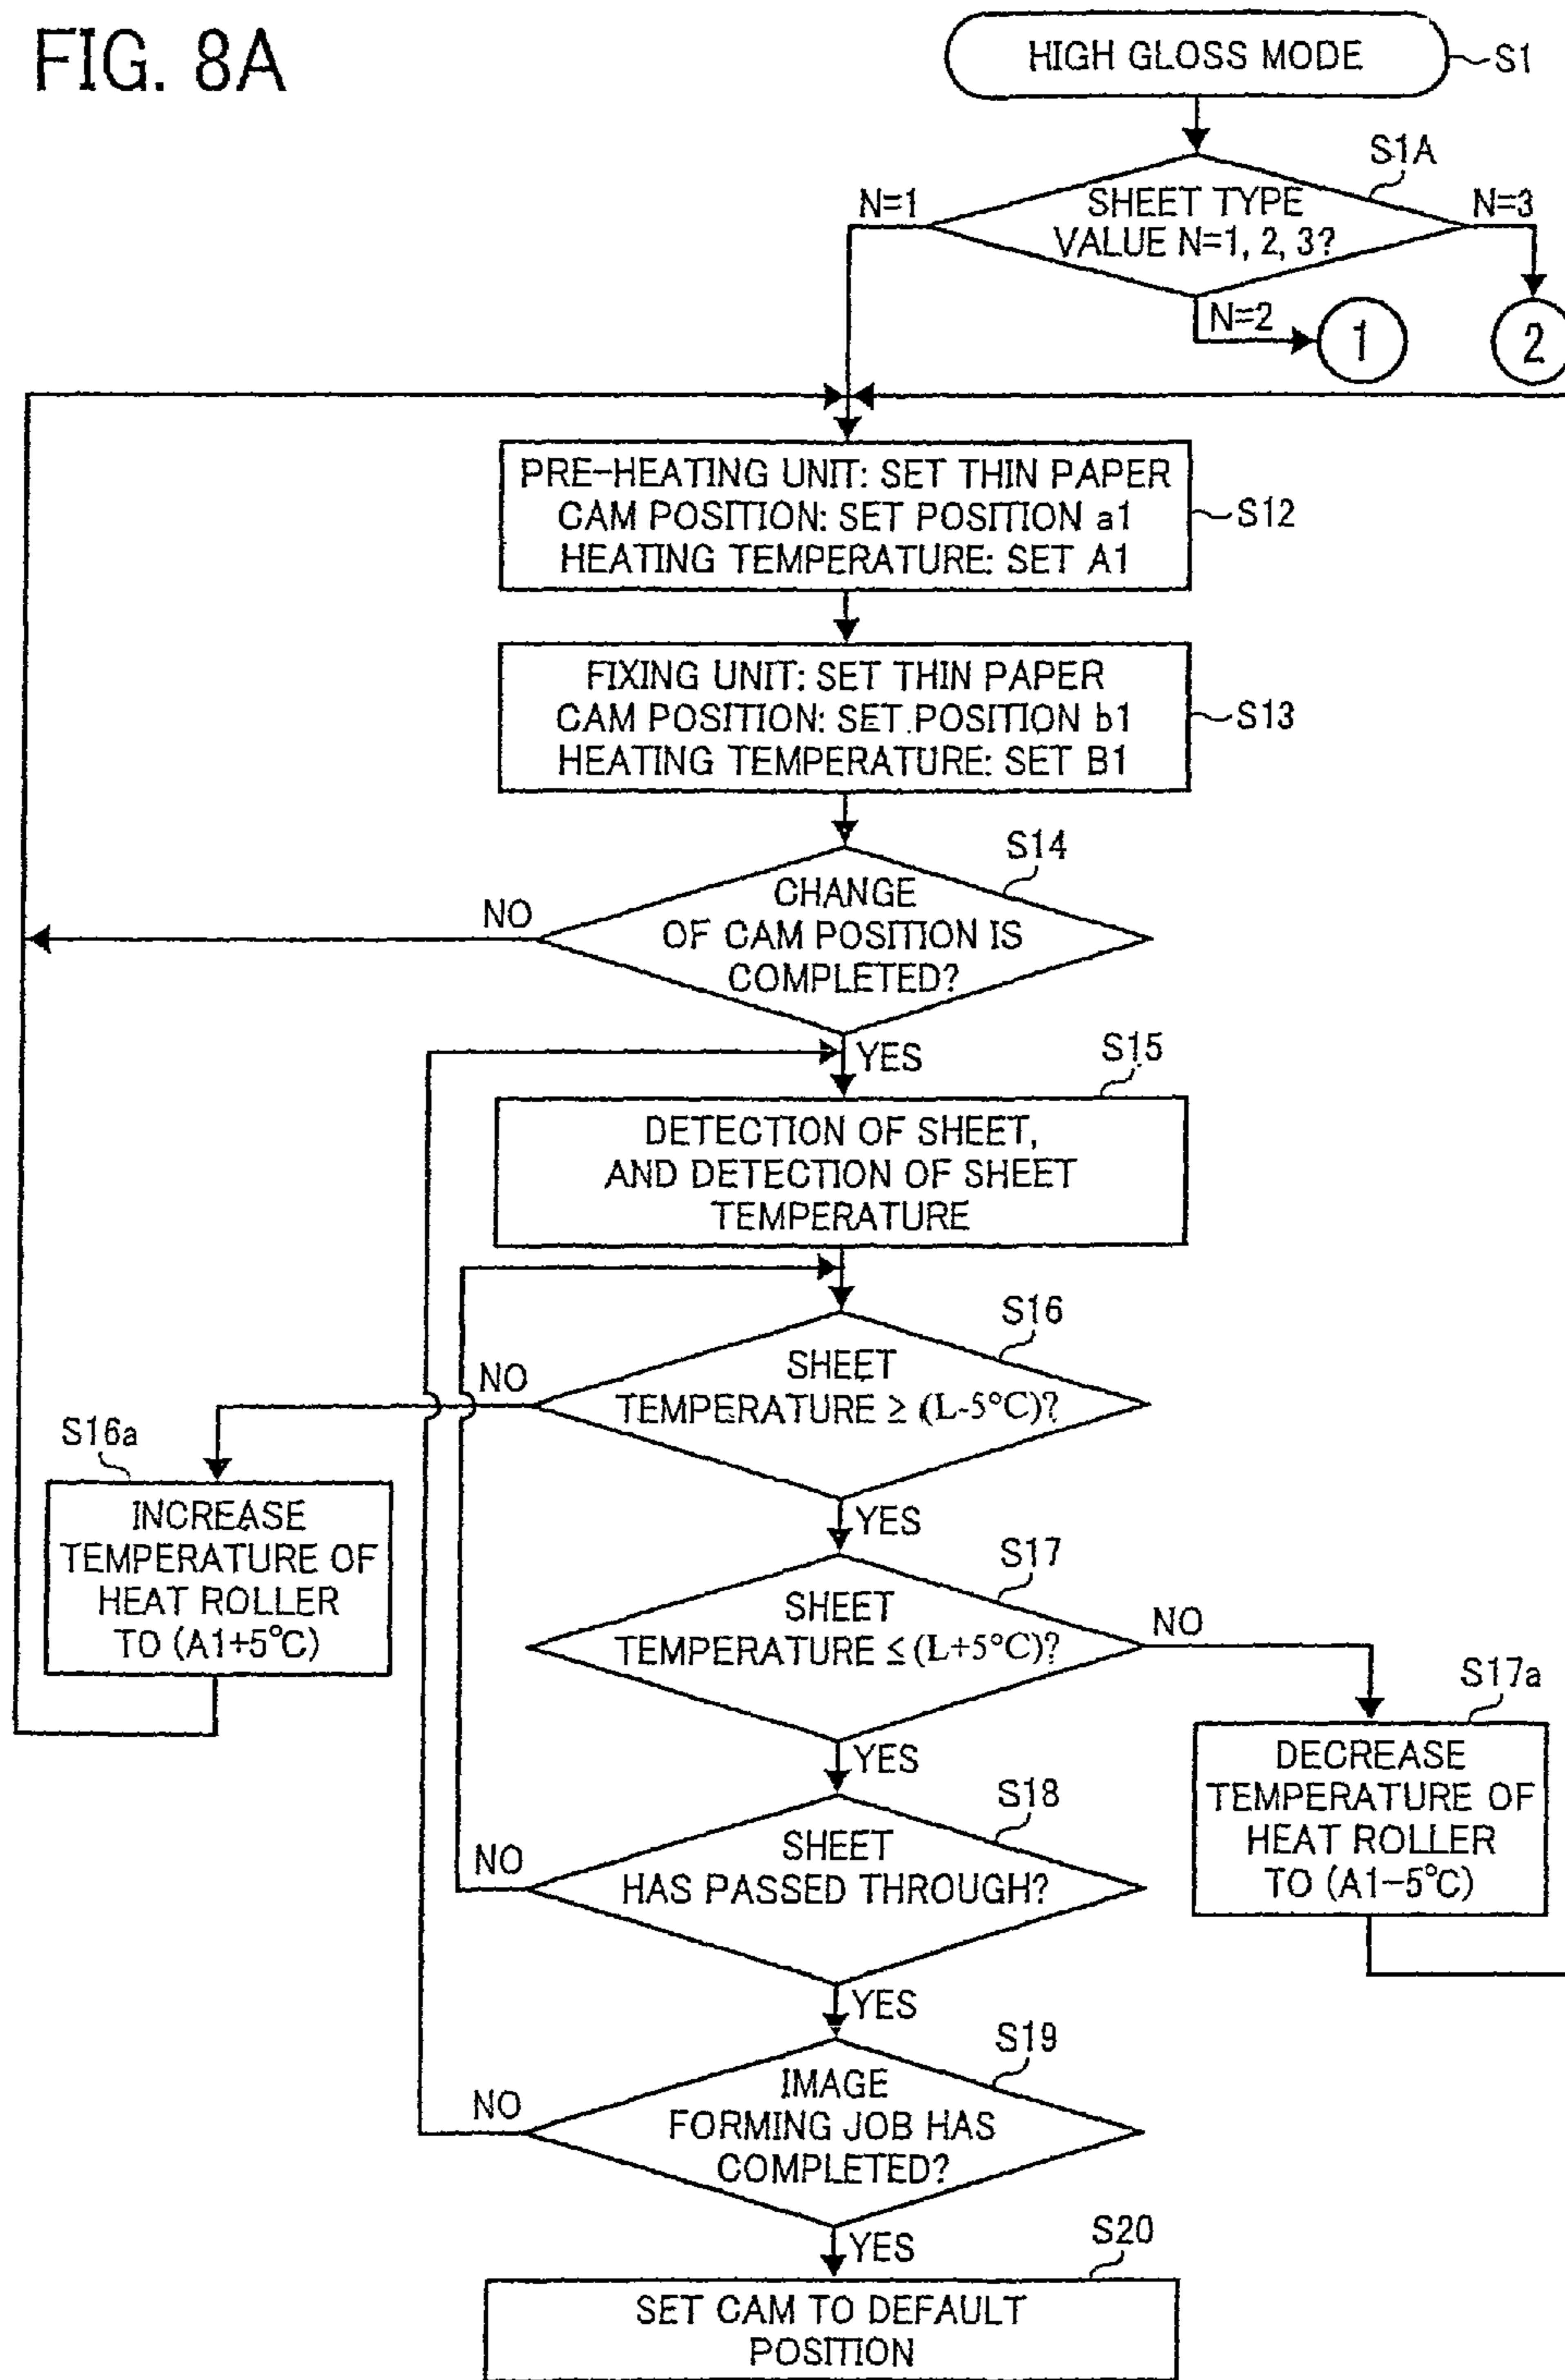 FIG. 8A
HIGH GLOSS MODE
S1
S1A
N=1
SHEET TYPE
VALUE N=1, 2, 3?
N=3
N=2
1
2
PRE-HEATING UNIT: SET THIN PAPER
CAM POSITION: SET POSITION a1
HEATING TEMPERATURE: SET A1
S12
FIXING UNIT: SET THIN PAPER
CAM POSITION: SET POSITION b1
HEATING TEMPERATURE: SET B1
S13
S14
NO
CHANGE
OF CAM POSITION IS
COMPLETED?
YES
S15
DETECTION OF SHEET,
AND DETECTION OF SHEET
TEMPERATURE
S16
NO
SHEET
TEMPERATURE ≥ (L-5°C)?
S16a
INCREASE
TEMPERATURE OF
HEAT ROLLER
TO (A1+5°C)
YES
S17
SHEET
TEMPERATURE ≤ (L+5°C)?
NO
S17a
DECREASE
TEMPERATURE OF
HEAT ROLLER
TO (A1-5°C)
YES
S18
NO
SHEET
HAS PASSED THROUGH?
YES
S19
NO
IMAGE
FORMING JOB HAS
COMPLETED?
YES
S20
SET CAM TO DEFAULT
POSITION